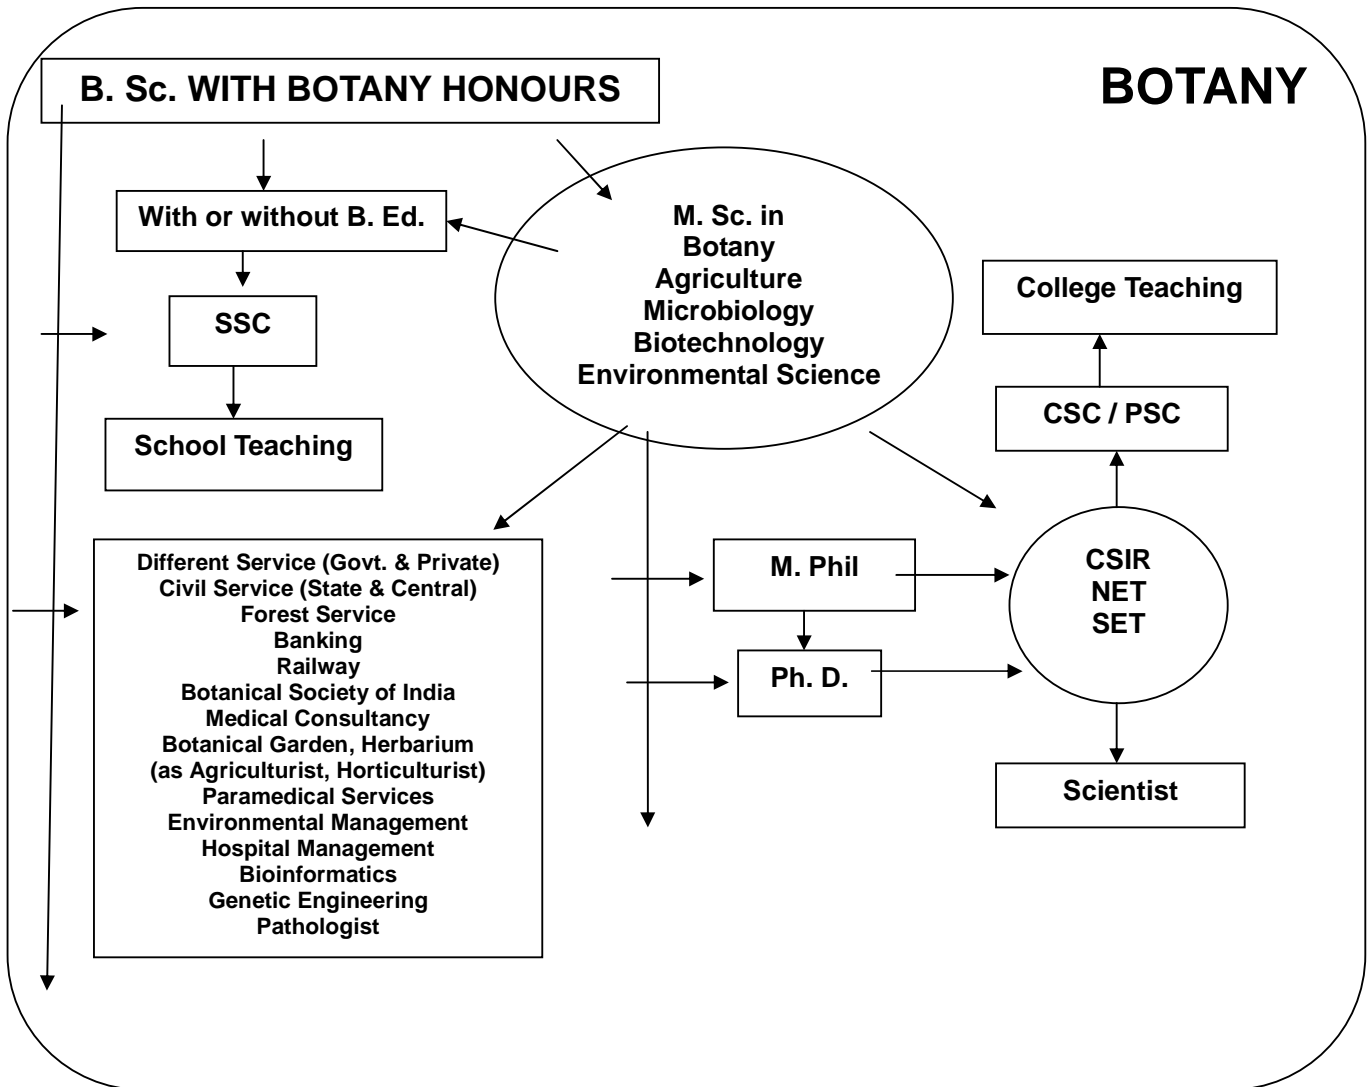 BOTANY
B. Sc. WITH BOTANY HONOURS
With or without B. Ed.
SSC
School Teaching
M. Sc. in
Botany
Agriculture
Microbiology
Biotechnology
Environmental Science
College Teaching
CSC / PSC
CSIR
NET
SET
Scientist
M. Phil
Ph. D.
Different Service (Govt. & Private)
Civil Service (State & Central)
Forest Service
Banking
Railway
Botanical Society of India
Medical Consultancy
Botanical Garden, Herbarium
(as Agriculturist, Horticulturist)
Paramedical Services
Environmental Management
Hospital Management
Bioinformatics
Genetic Engineering
Pathologist